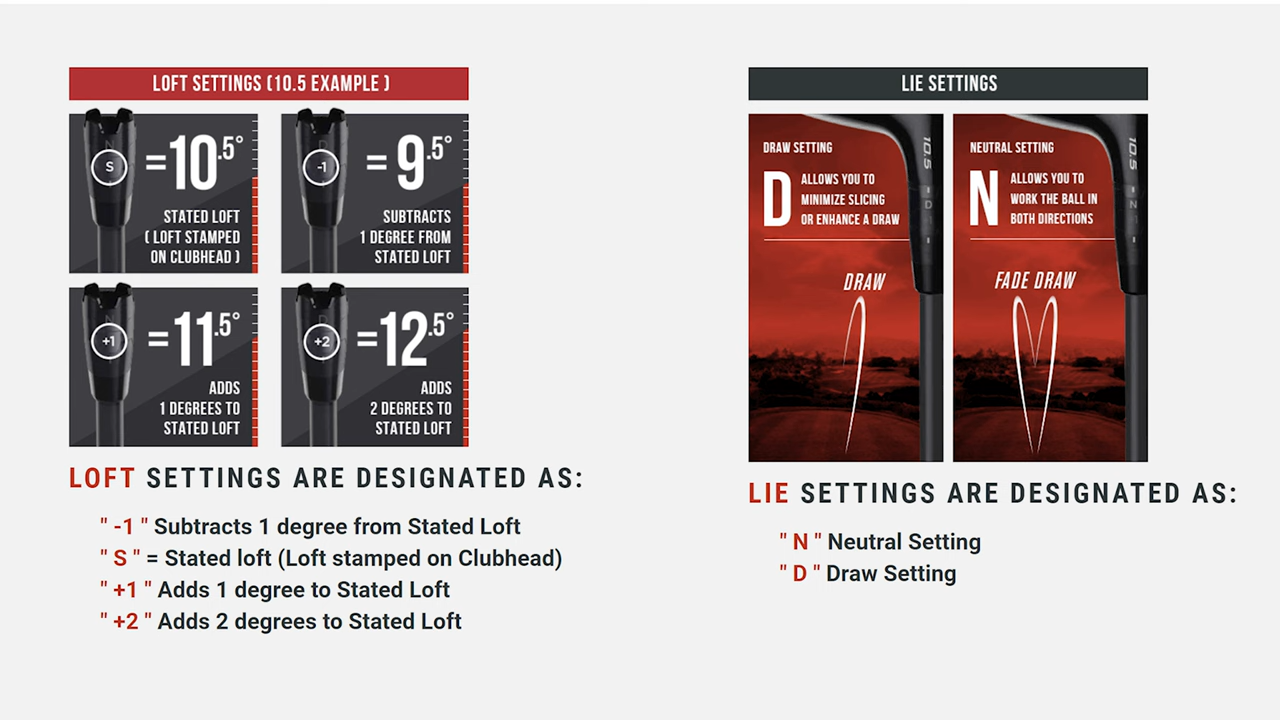 LOFT SETTINGS (10.5 EXAMPLE )
S
=10.5°
STATED LOFT
( LOFT STAMPED
ON CLUBHEAD )
-1
= 9.5°
SUBTRACTS
1 DEGREE FROM
STATED LOFT
N
+1
=11.5°
ADDS
1 DEGREES TO
STATED LOFT
D
+2
=12.5°
ADDS
2 DEGREES TO
STATED LOFT
LOFT SETTINGS ARE DESIGNATED AS:
" -1 " Subtracts 1 degree from Stated Loft
" S " = Stated loft (Loft stamped on Clubhead)
" +1 " Adds 1 degree to Stated Loft
" +2 " Adds 2 degrees to Stated Loft
LIE SETTINGS
DRAW SETTING
D
ALLOWS YOU TO
MINIMIZE SLICING
OR ENHANCE A DRAW
DRAW
10.5
D
NEUTRAL SETTING
N
ALLOWS YOU TO
WORK THE BALL IN
BOTH DIRECTIONS
FADE DRAW
10.5
N
LIE SETTINGS ARE DESIGNATED AS:
" N " Neutral Setting
" D " Draw Setting